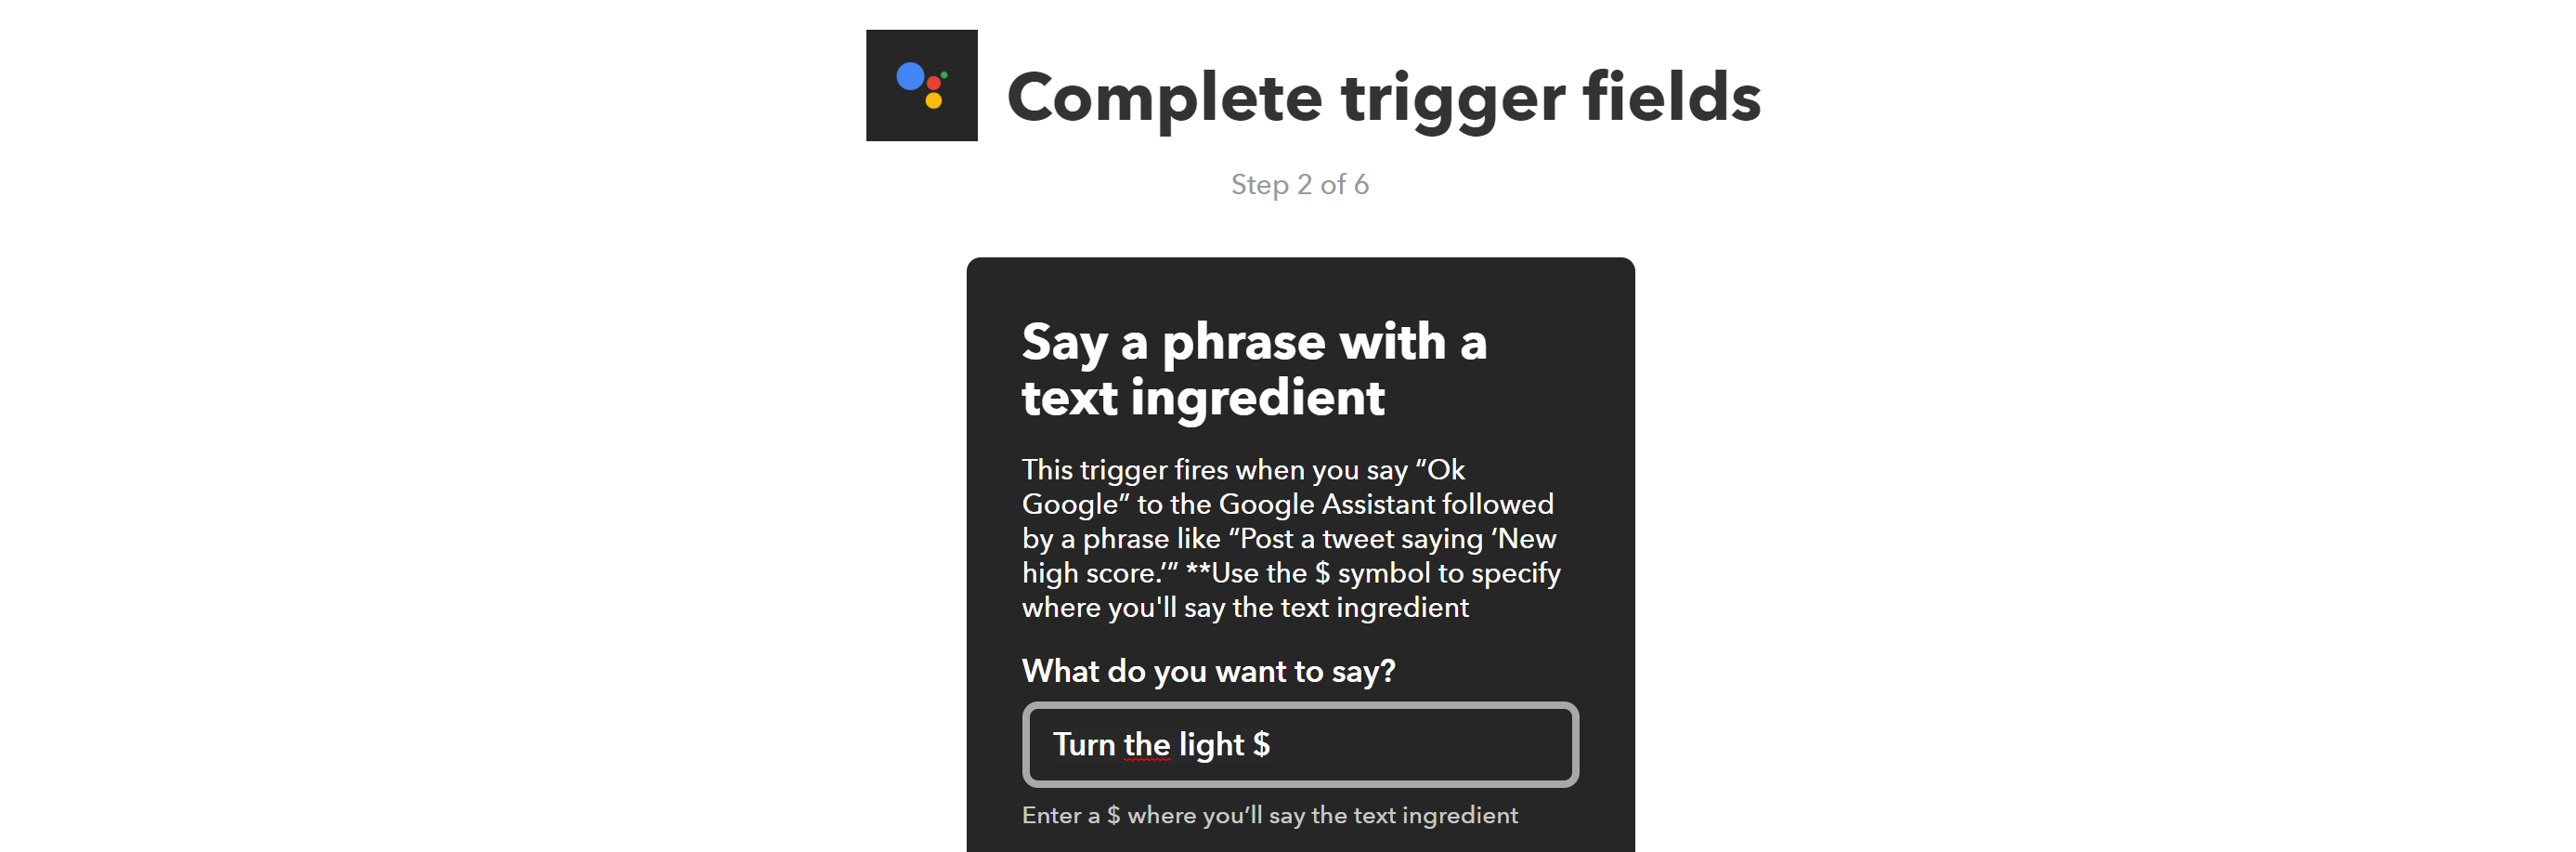 Complete trigger fields
Step 2 of 6
Say a phrase with a
text ingredient
This trigger fires when you say “Ok
Google” to the Google Assistant followed
by a phrase like “Post a tweet saying ‘New
high score.’” **Use the $ symbol to specify
where you'll say the text ingredient
What do you want to say?
Turn the light $
Enter a $ where you’ll say the text ingredient